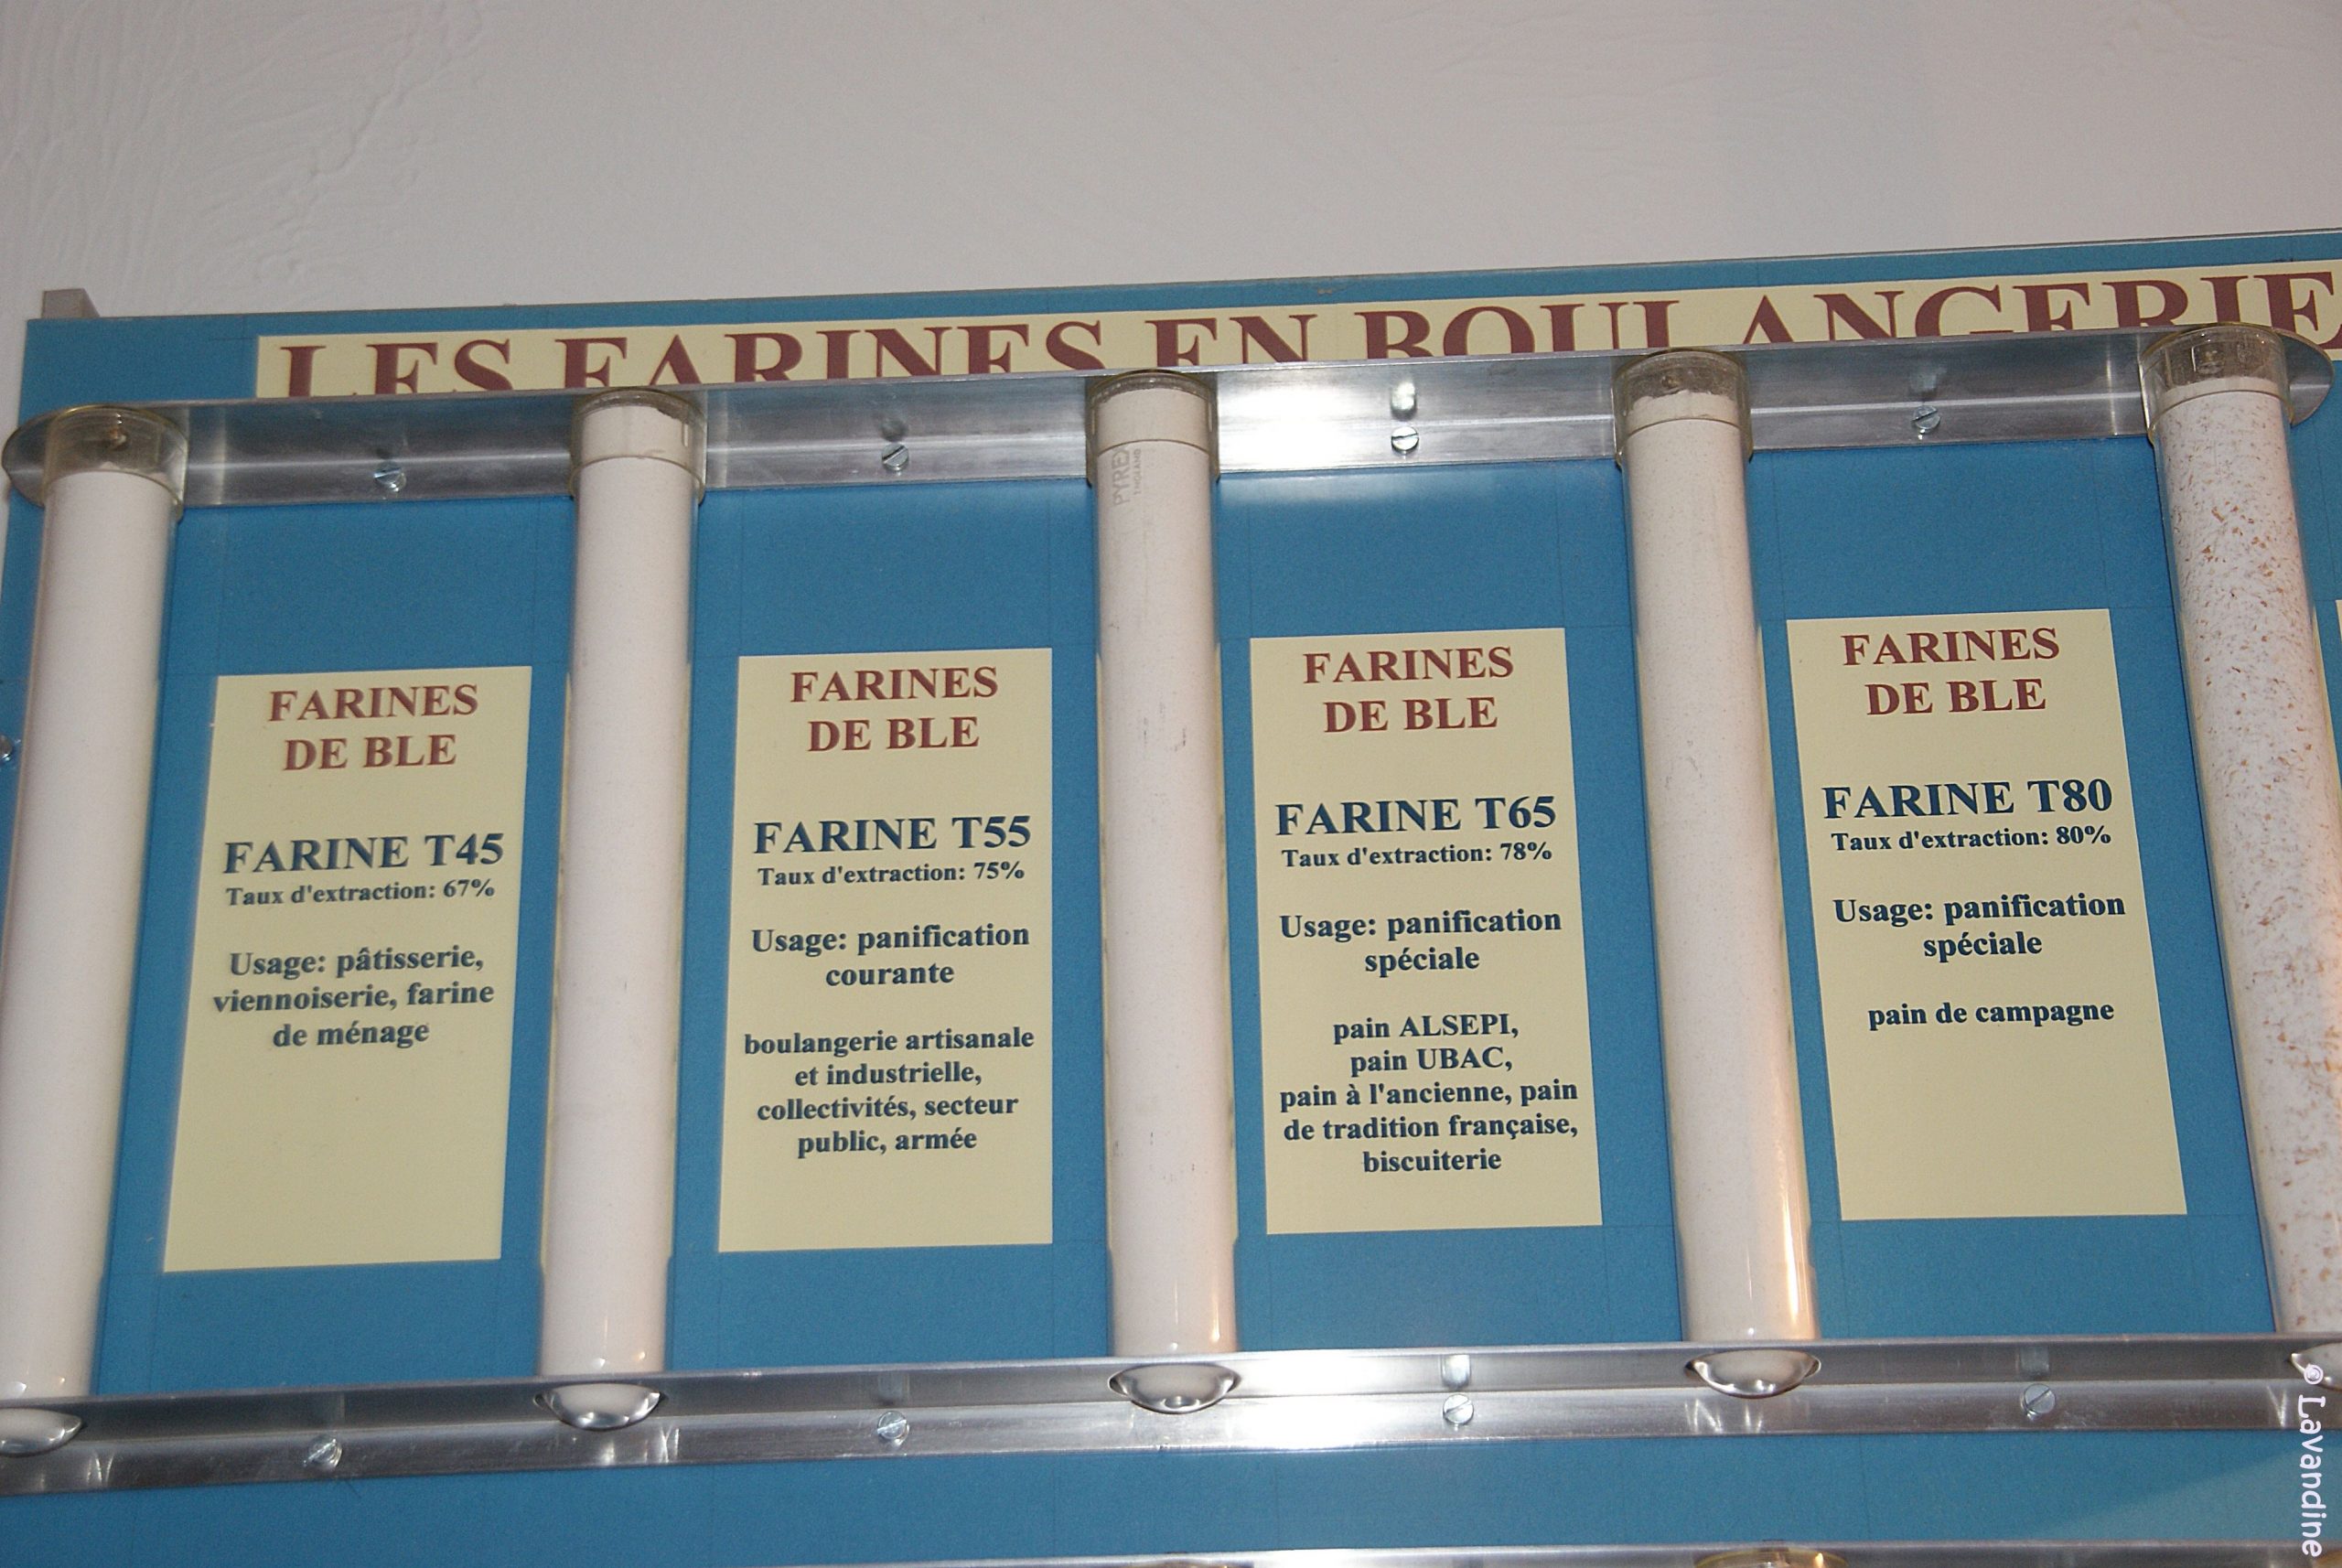 LES FARINES EN BOULANGERIE
PYREX
FARINES
DE BLE
FARINE T45
Taux d'extraction: 67%
Usage: pâtisserie,
viennoiserie, farine
de ménage
FARINES
DE BLE
FARINE T55
Taux d'extraction: 75%
Usage: panification
courante
boulangerie artisanale
et industrielle,
collectivités, secteur
public, armée
FARINES
DE BLE
FARINE T65
Taux d'extraction: 78%
Usage: panification
spéciale
pain ALSEPI,
pain UBAC,
pain à l'ancienne, pain
de tradition française,
biscuiterie
FARINES
DE BLE
FARINE T80
Taux d'extraction: 80%
Usage: panification
spéciale
pain de campagne
© Lavandine